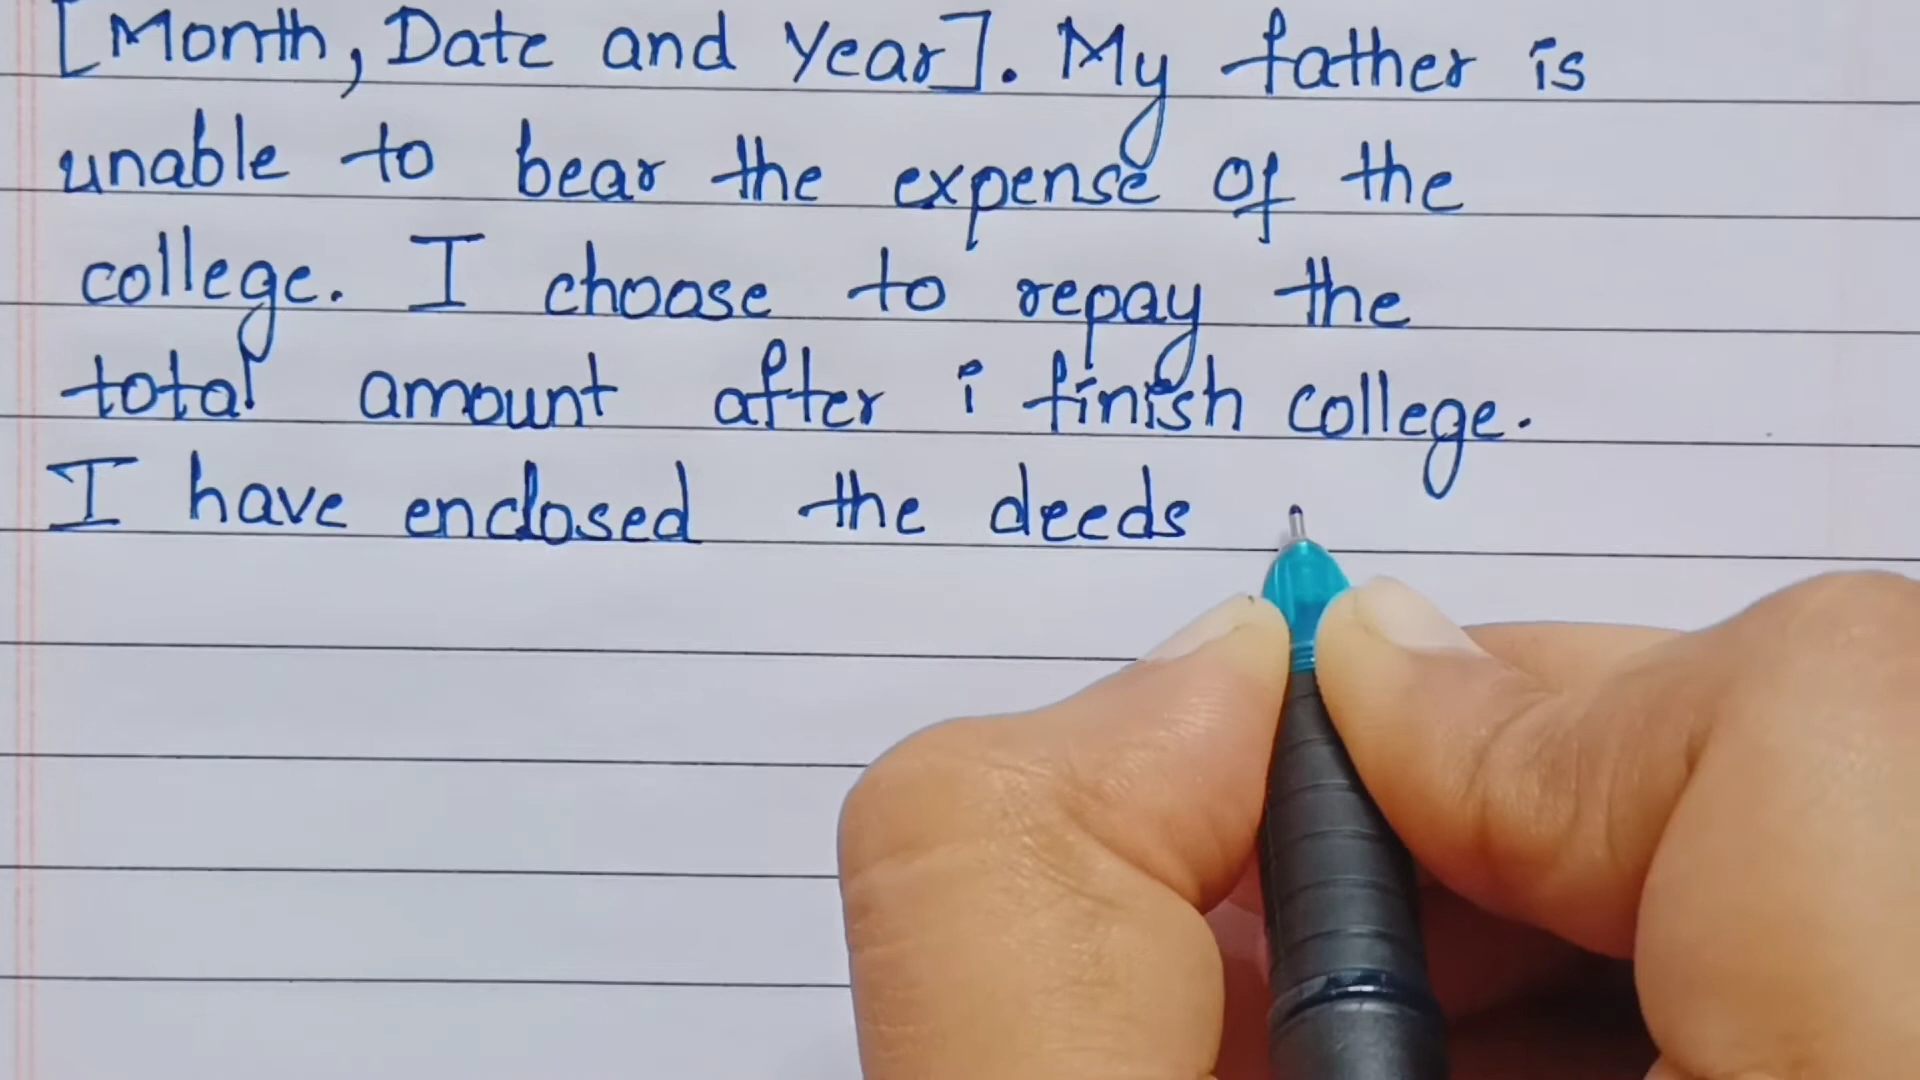 [Month, Date and Year]. My father is
unable to bear the expense of the
college. I choose to repay the
total amount after i finish college.
I have enclosed the deeds